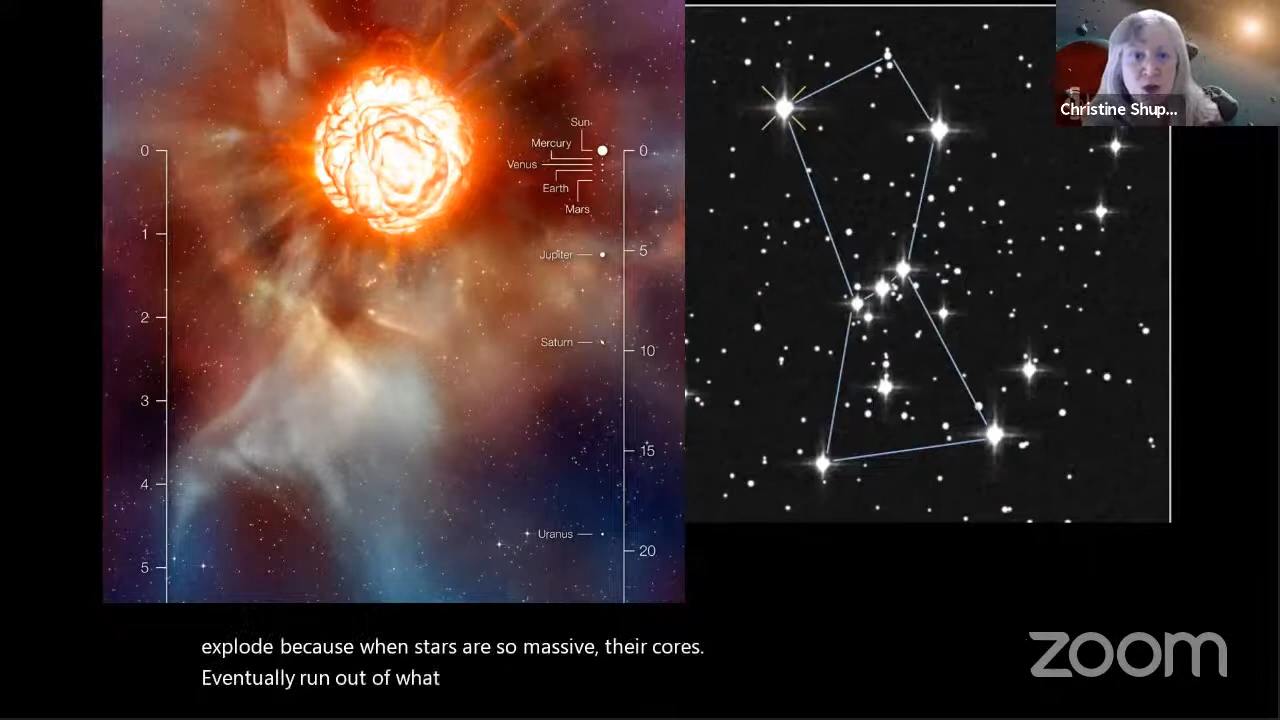 Christine Shup...
Sun
Mercury
Venus
Earth
Mars
Jupiter
Saturn
Uranus
0
1
2
3
4
5
0
5
10
15
20
explode because when stars are so massive, their cores.
Eventually run out of what
zoom